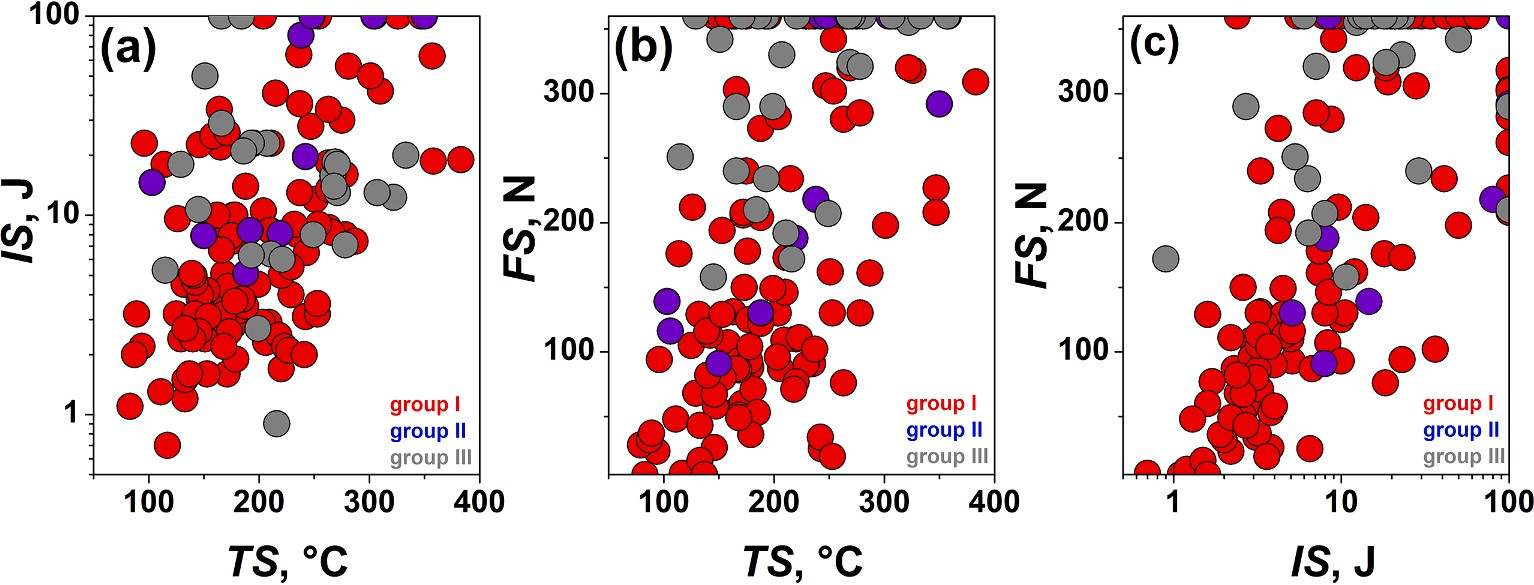 (a)
IS, J
100
10
1
group I
group II
group III
100
200
300
400
TS, °C
(b)
FS, N
300
200
100
group I
group II
group III
100
200
300
400
TS, °C
(c)
FS, N
300
200
100
group I
group II
group III
1
10
100
IS, J